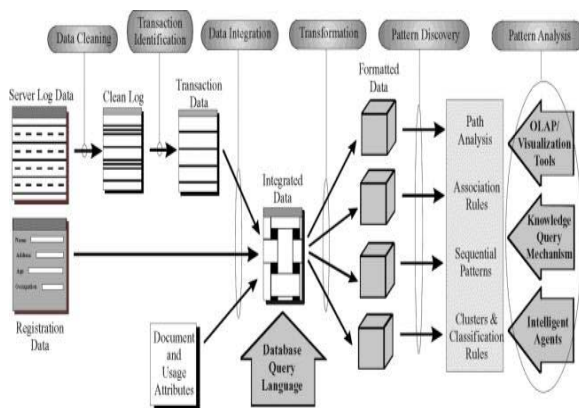 Data Cleaning
Transaction
Identification
Data Integration
Transformation
Pattern Discovery
Pattern Analysis
Server Log Data
Clean Log
Transaction
Data
Formatted
Data
Integrated
Data
Path
Analysis
OLAP/
Visualization
Tools
Association
Rules
Knowledge
Query
Mechanism
Sequential
Patterns
Clusters &
Classification
Rules
Intelligent
Agents
Name
Address
Age
Occupation
Registration
Data
Document
and
Usage
Attributes
Database
Query
Language